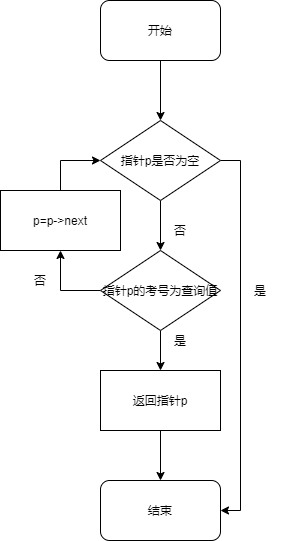 开始
指针p是否为空
p=p->next
否
指针p的考号为查询值
否
是
是
返回指针p
结束